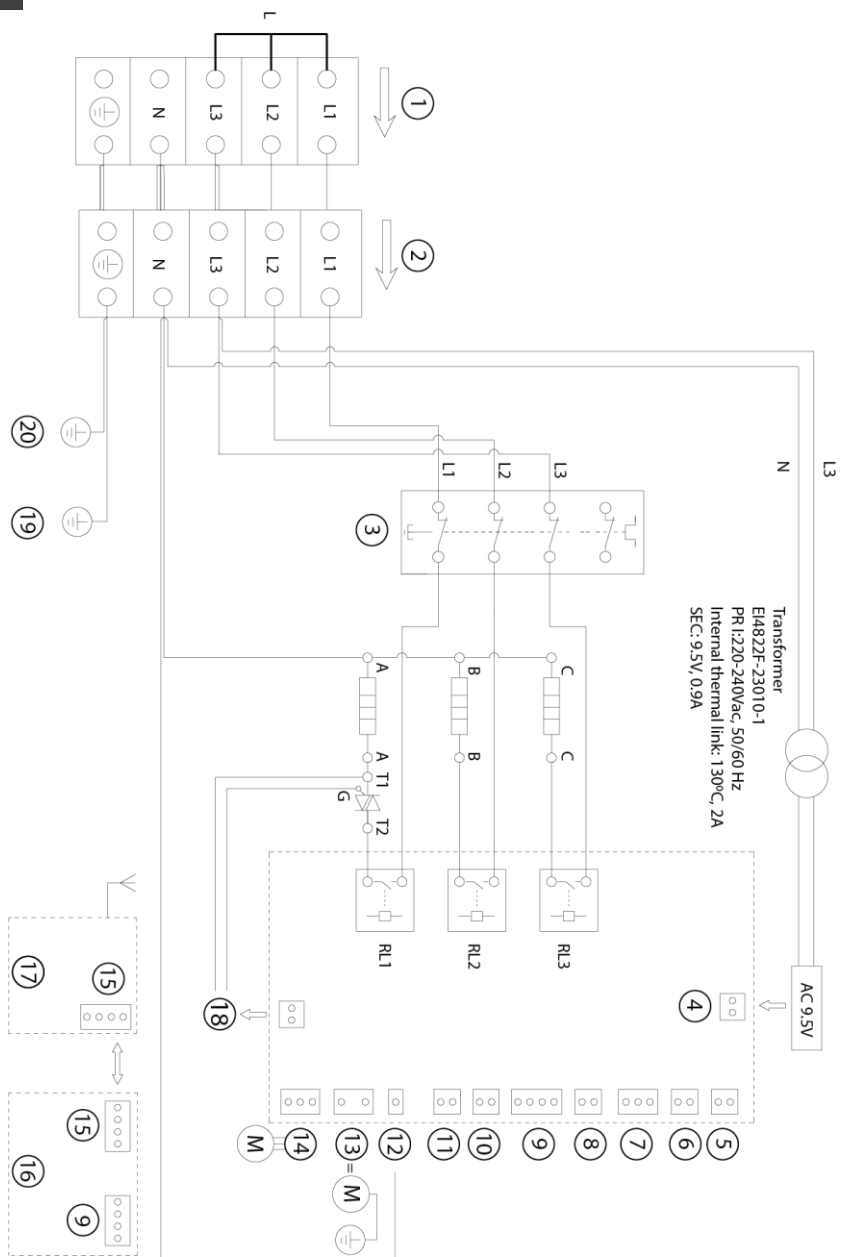 L
L1
L2
L3
N
1
L1
L2
L3
N
2
L3
N
L1
L2
L3
3
Transformer
EI4822F-23010-1
PR I:220-240Vac, 50/60 Hz
Internal thermal link: 130ºC, 2A
SEC: 9.5V, 0.9A
AC 9.5V
A
B
C
A
B
C
T1
G
T2
RL1
RL2
RL3
4
5
6
7
8
9
10
11
12
13
= M
14
M
15
17
15
9
16
18
19
20